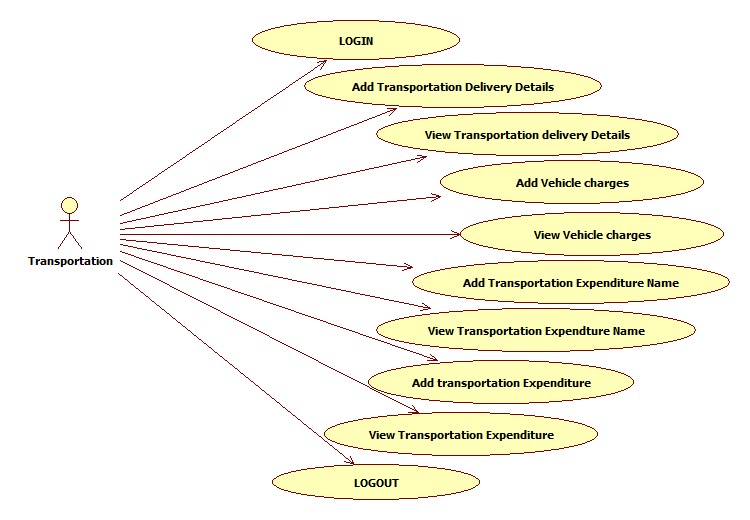 LOGIN
Add Transportation Delivery Details
View Transportation delivery Details
Add Vehicle charges
View Vehicle charges
Transportation
Add Transportation Expenditure Name
View Transportation Expendture Name
Add transportation Expenditure
View Transportation Expenditure
LOGOUT